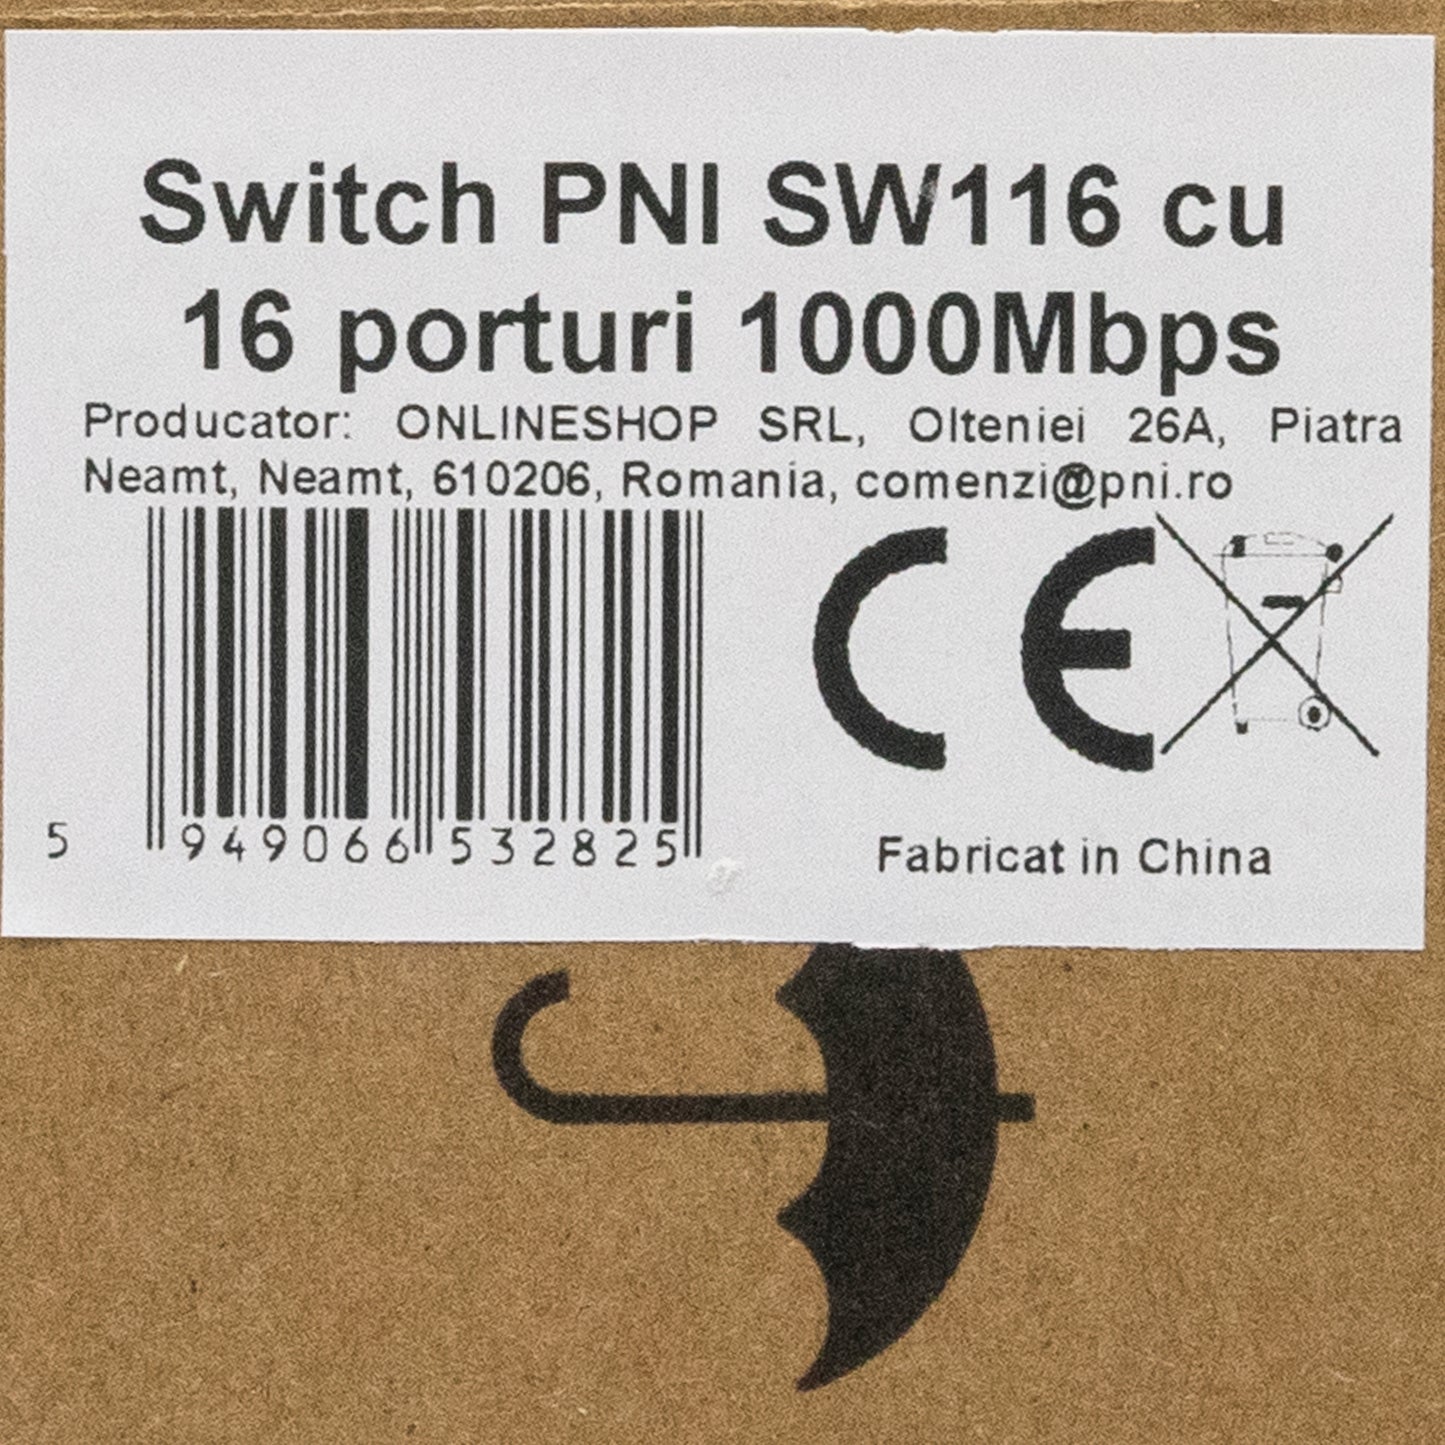 Switch PNI SW116 cu
16 porturi 1000Mbps
Producator: ONLINESHOP SRL, Olteniei 26A, Piatra
Neamt, Neamt, 610206, Romania, comenzi@pni.ro
CE
5 949066 532825
Fabricat in China